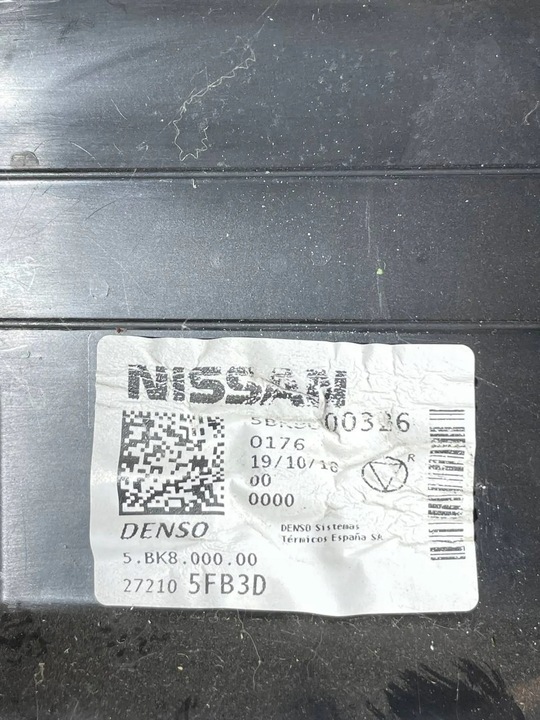 NISSAN
5BK8000326
0176
19/10/18
00
0000
R
DENSO
DENSO Sistemas
Térmicos España SA
5.BK8.000.00
27210 5FB3D